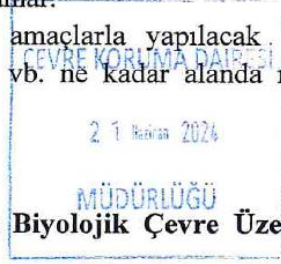 amaçlarla yapılacak
ÇEVRE KORUMA DAİRESİ
vb. ne kadar alanda
2 1 Haziran 2024
MÜDÜRLÜĞÜ
Biyolojik Çevre Üze